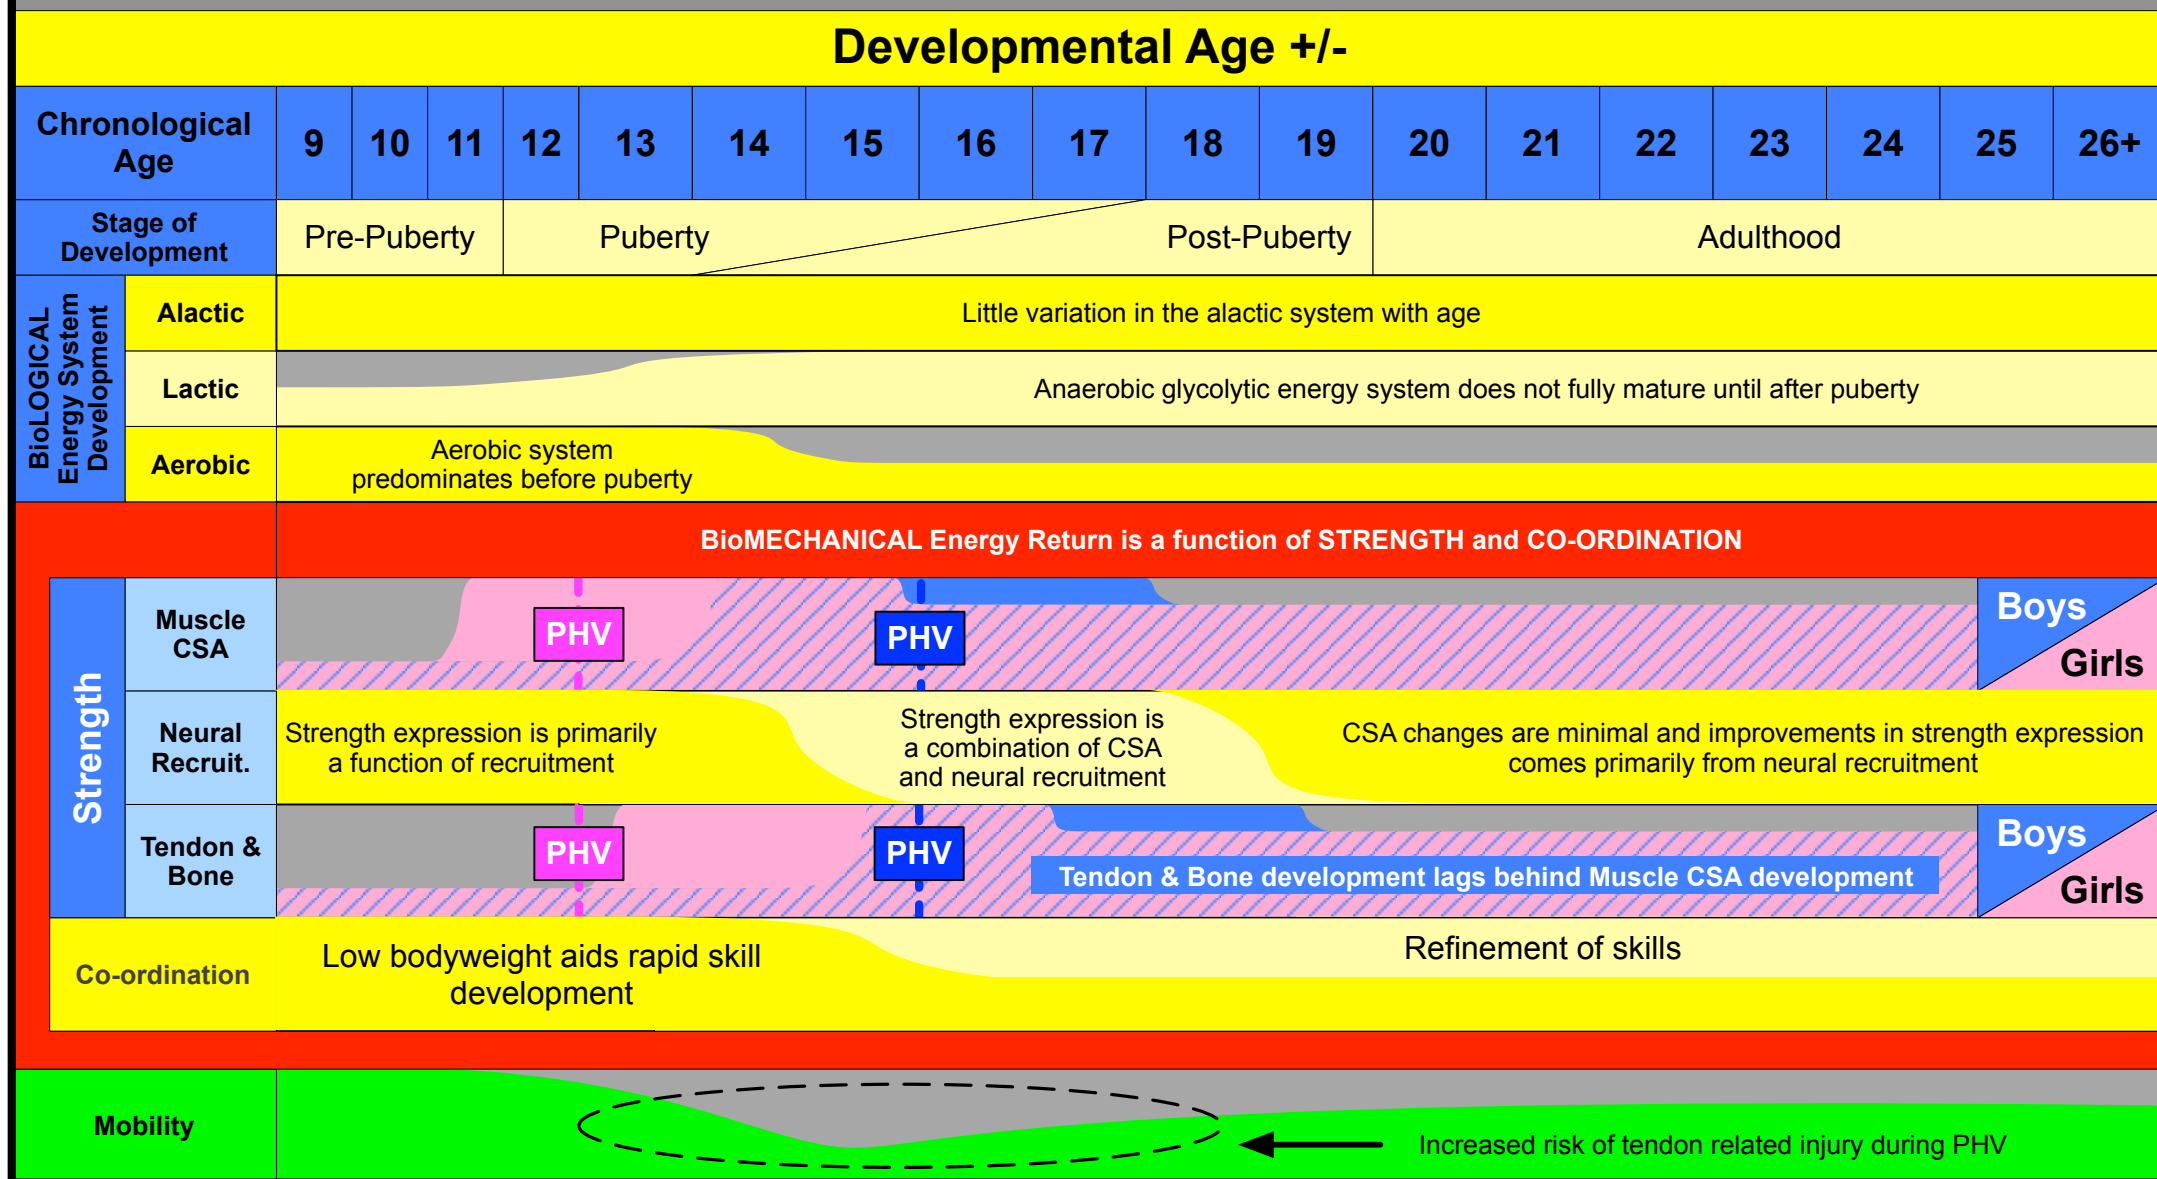 Developmental Age +/-
Chronological
Age
9 10 11 12 13 14 15 16 17 18 19 20 21 22 23 24 25 26+
Stage of
Development
Pre-Puberty
Puberty
Post-Puberty
Adulthood
BioLOGICAL
Energy System
Development
Alactic
Little variation in the alactic system with age
Lactic
Anaerobic glycolytic energy system does not fully mature until after puberty
Aerobic
Aerobic system
predominates before puberty
BioMECHANICAL Energy Return is a function of STRENGTH and CO-ORDINATION
Strength
Muscle
CSA
PHV
PHV
Boys
Girls
Neural
Recruit.
Strength expression is primarily
a function of recruitment
Strength expression is
a combination of CSA
and neural recruitment
CSA changes are minimal and improvements in strength expression
comes primarily from neural recruitment
Tendon &
Bone
PHV
PHV
Tendon & Bone development lags behind Muscle CSA development
Boys
Girls
Co-ordination
Low bodyweight aids rapid skill
development
Refinement of skills
Mobility
Increased risk of tendon related injury during PHV